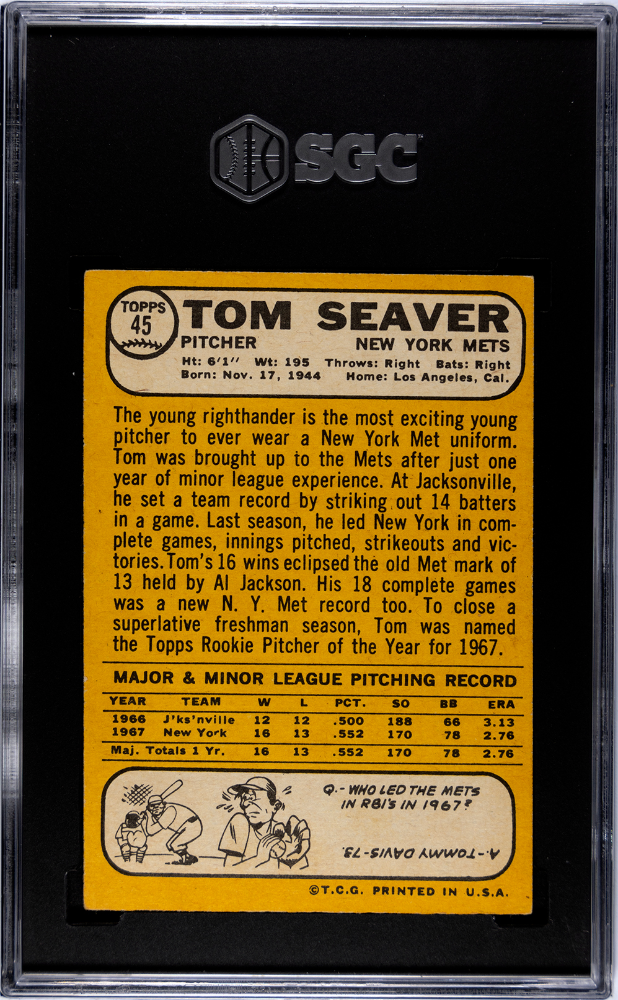 SGC
TOPPS
45
TOM SEAVER
PITCHER NEW YORK METS
Ht: 6'1" Wt: 195 Throws: Right Bats: Right
Born: Nov. 17, 1944 Home: Los Angeles, Cal.
The young righthander is the most exciting young
pitcher to ever wear a New York Met uniform.
Tom was brought up to the Mets after just one
year of minor league experience. At Jacksonville,
he set a team record by striking out 14 batters
in a game. Last season, he led New York in com-
plete games, innings pitched, strikeouts and vic-
tories. Tom's 16 wins eclipsed the old Met mark of
13 held by Al Jackson. His 18 complete games
was a new N. Y. Met record too. To close a
superlative freshman season, Tom was named
the Topps Rookie Pitcher of the Year for 1967.
MAJOR & MINOR LEAGUE PITCHING RECORD
YEAR TEAM W L PCT. SO BB ERA
1966 J'ks'nville 12 12 .500 188 66 3.13
1967 New York 16 13 .552 170 78 2.76
Maj. Totals 1 Yr. 16 13 .552 170 78 2.76
Q.- WHO LED THE METS
IN RBI'S IN 1967?
A.- TOMMY DAVIS-73.
©T.C.G. PRINTED IN U.S.A.